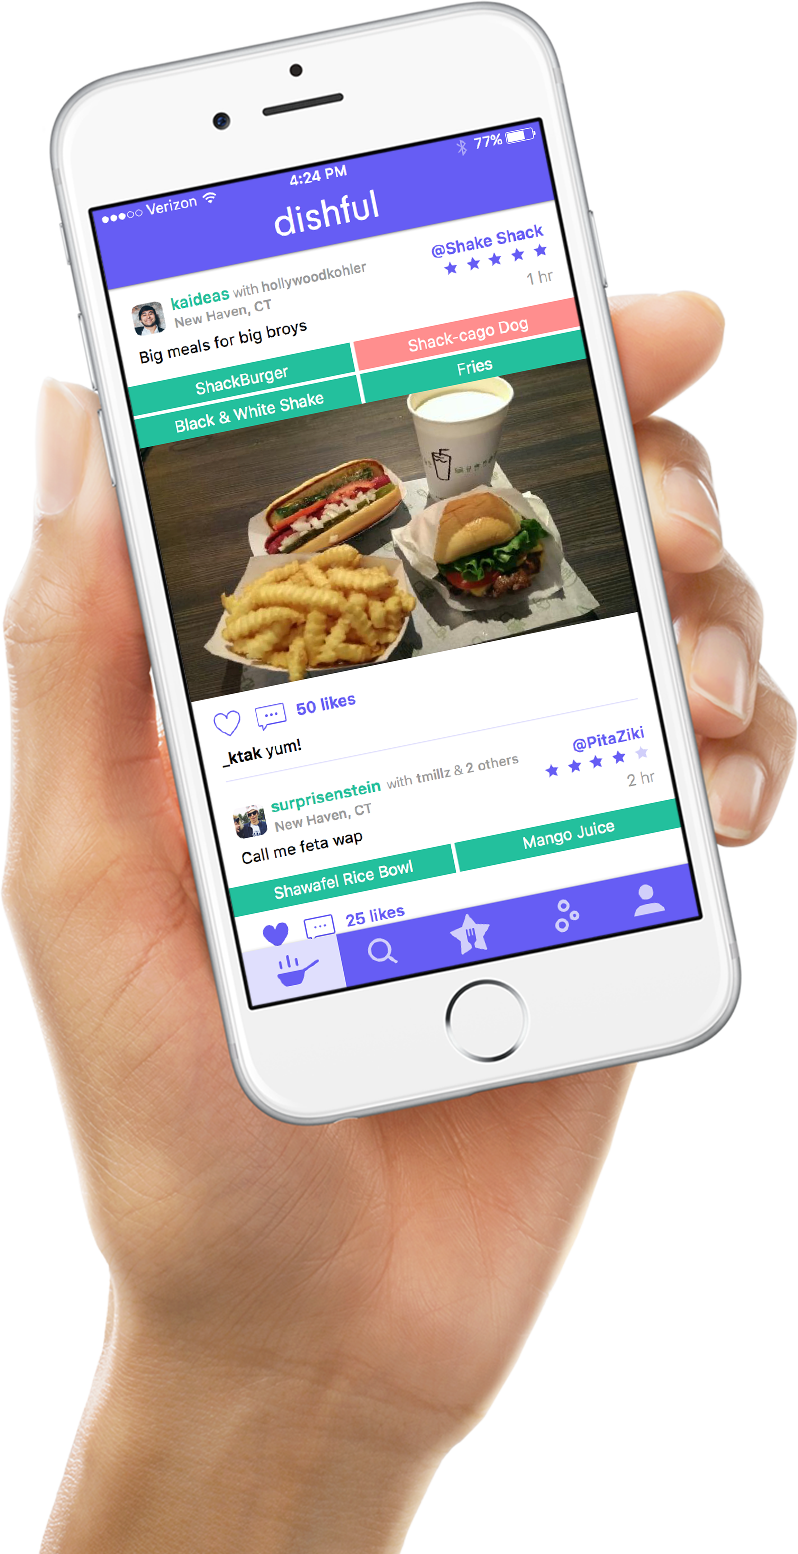 Verizon 4:24 PM 77%
dishful
kaideas with hollywoodkohler @Shake Shack
New Haven, CT 1 hr
Big meals for big broys
ShackBurger Shack-cago Dog
Black & White Shake Fries
50 likes
_ktak yum!
surprisenstein with tmillz & 2 others @PitaZiki
New Haven, CT 2 hr
Call me feta wap
Shawafel Rice Bowl Mango Juice
25 likes